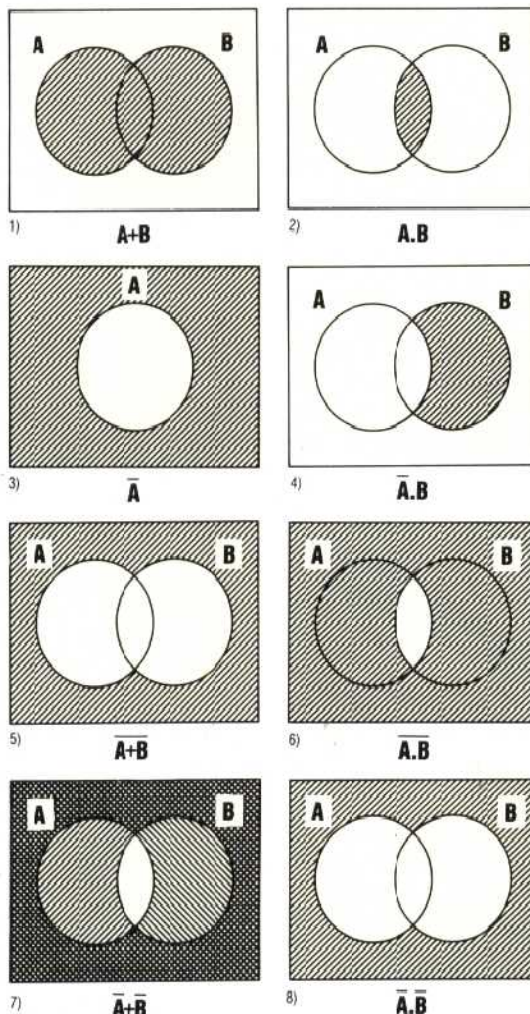 A B̄
1) A+B
A B̄
2) A.B
A
3) A̅
A B
4) A̅.B
A B
5) A̅+̅B̅
A B
6) A̅.̅B̅
A B
7) A̅+B̅
A B
8) A̅.B̅